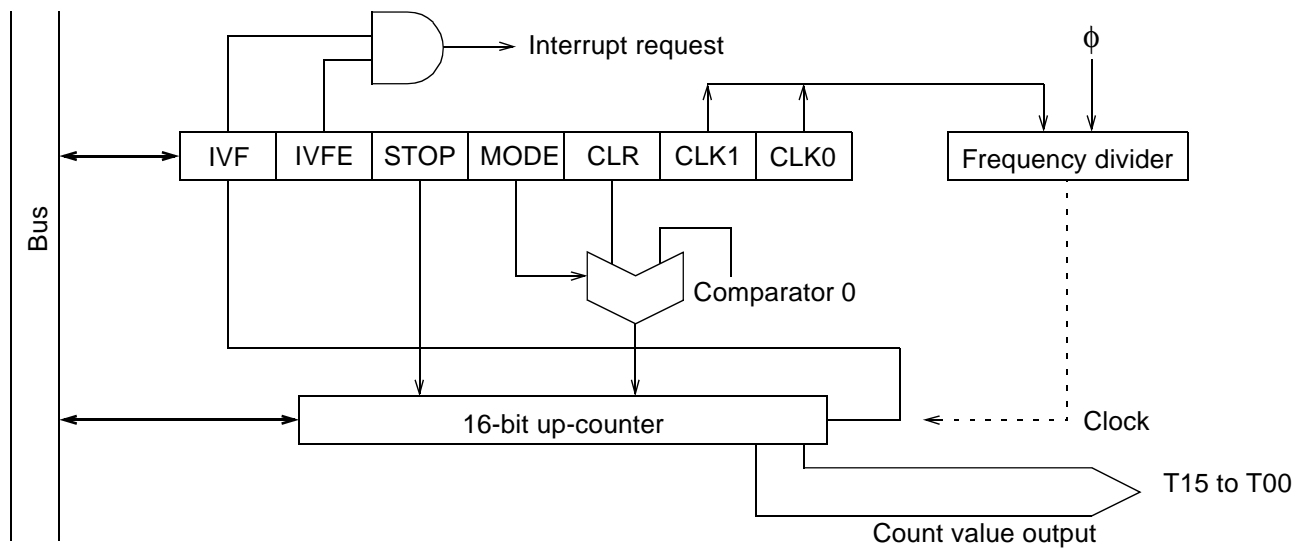 Interrupt request
ϕ
IVF
IVFE
STOP
MODE
CLR
CLK1
CLK0
Frequency divider
Bus
Comparator 0
16-bit up-counter
Clock
T15 to T00
Count value output